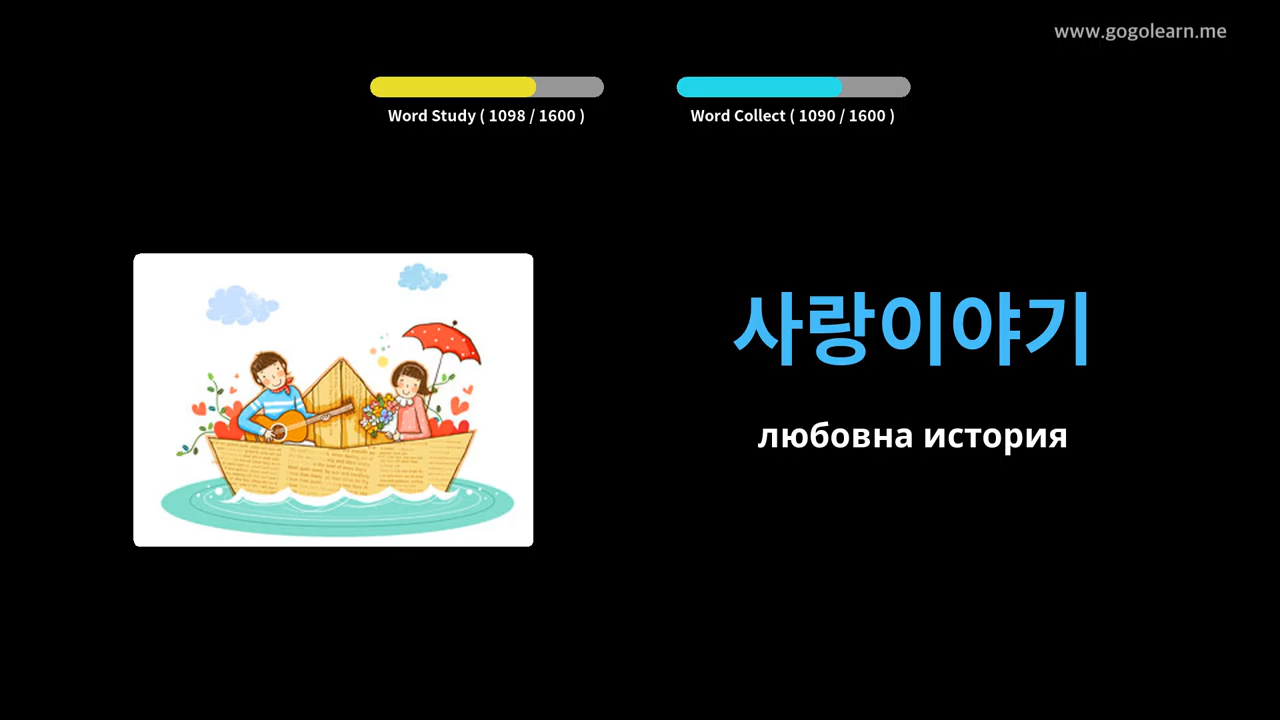 www.gogolearn.me
Word Study ( 1098 / 1600 )
Word Collect ( 1090 / 1600 )
사랑이야기
любовна история